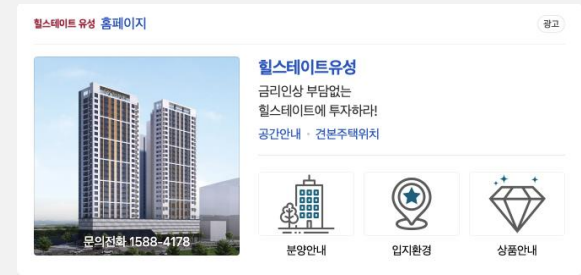 힐스테이트 유성 홈페이지
광고
힐스테이트유성
금리인상 부담없는
힐스테이트에 투자하라!
공간안내 · 견본주택위치
문의전화 1588-4178
분양안내
입지환경
상품안내